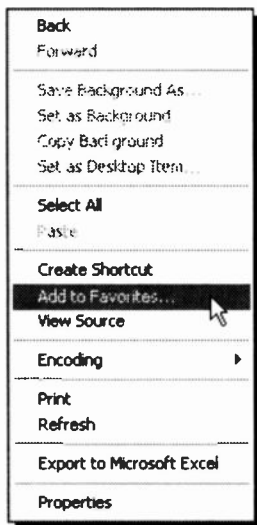 Back
Forward
Save Background As...
Set as Background
Copy Background
Set as Desktop Item...
Select All
Paste
Create Shortcut
Add to Favorites...
View Source
Encoding
Print
Refresh
Export to Microsoft Excel
Properties